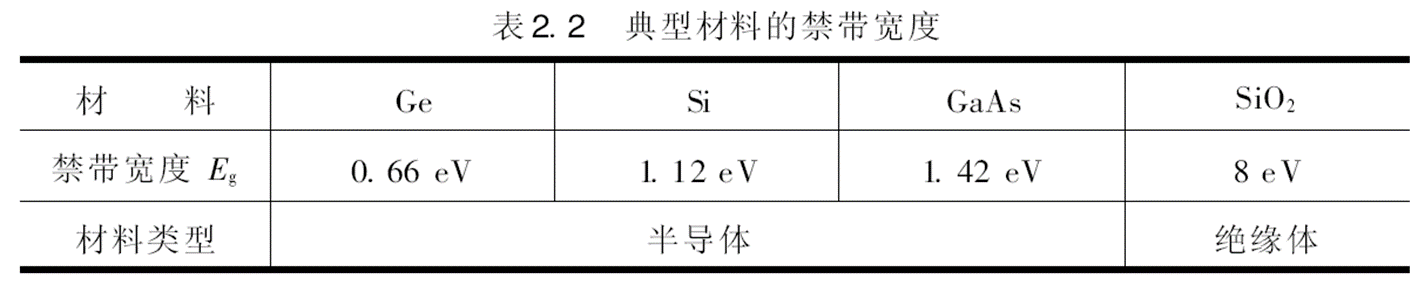 表2.2 典型材料的禁带宽度
材 料 Ge Si GaAs SiO₂
禁带宽度 Eg 0.66 eV 1.12 eV 1.42 eV 8 eV
材料类型 半导体 绝缘体